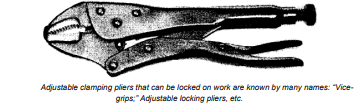 Adjustable clamping pliers that can be locked on work are known by many names: "Vice-
grips;" Adjustable locking pliers, etc.